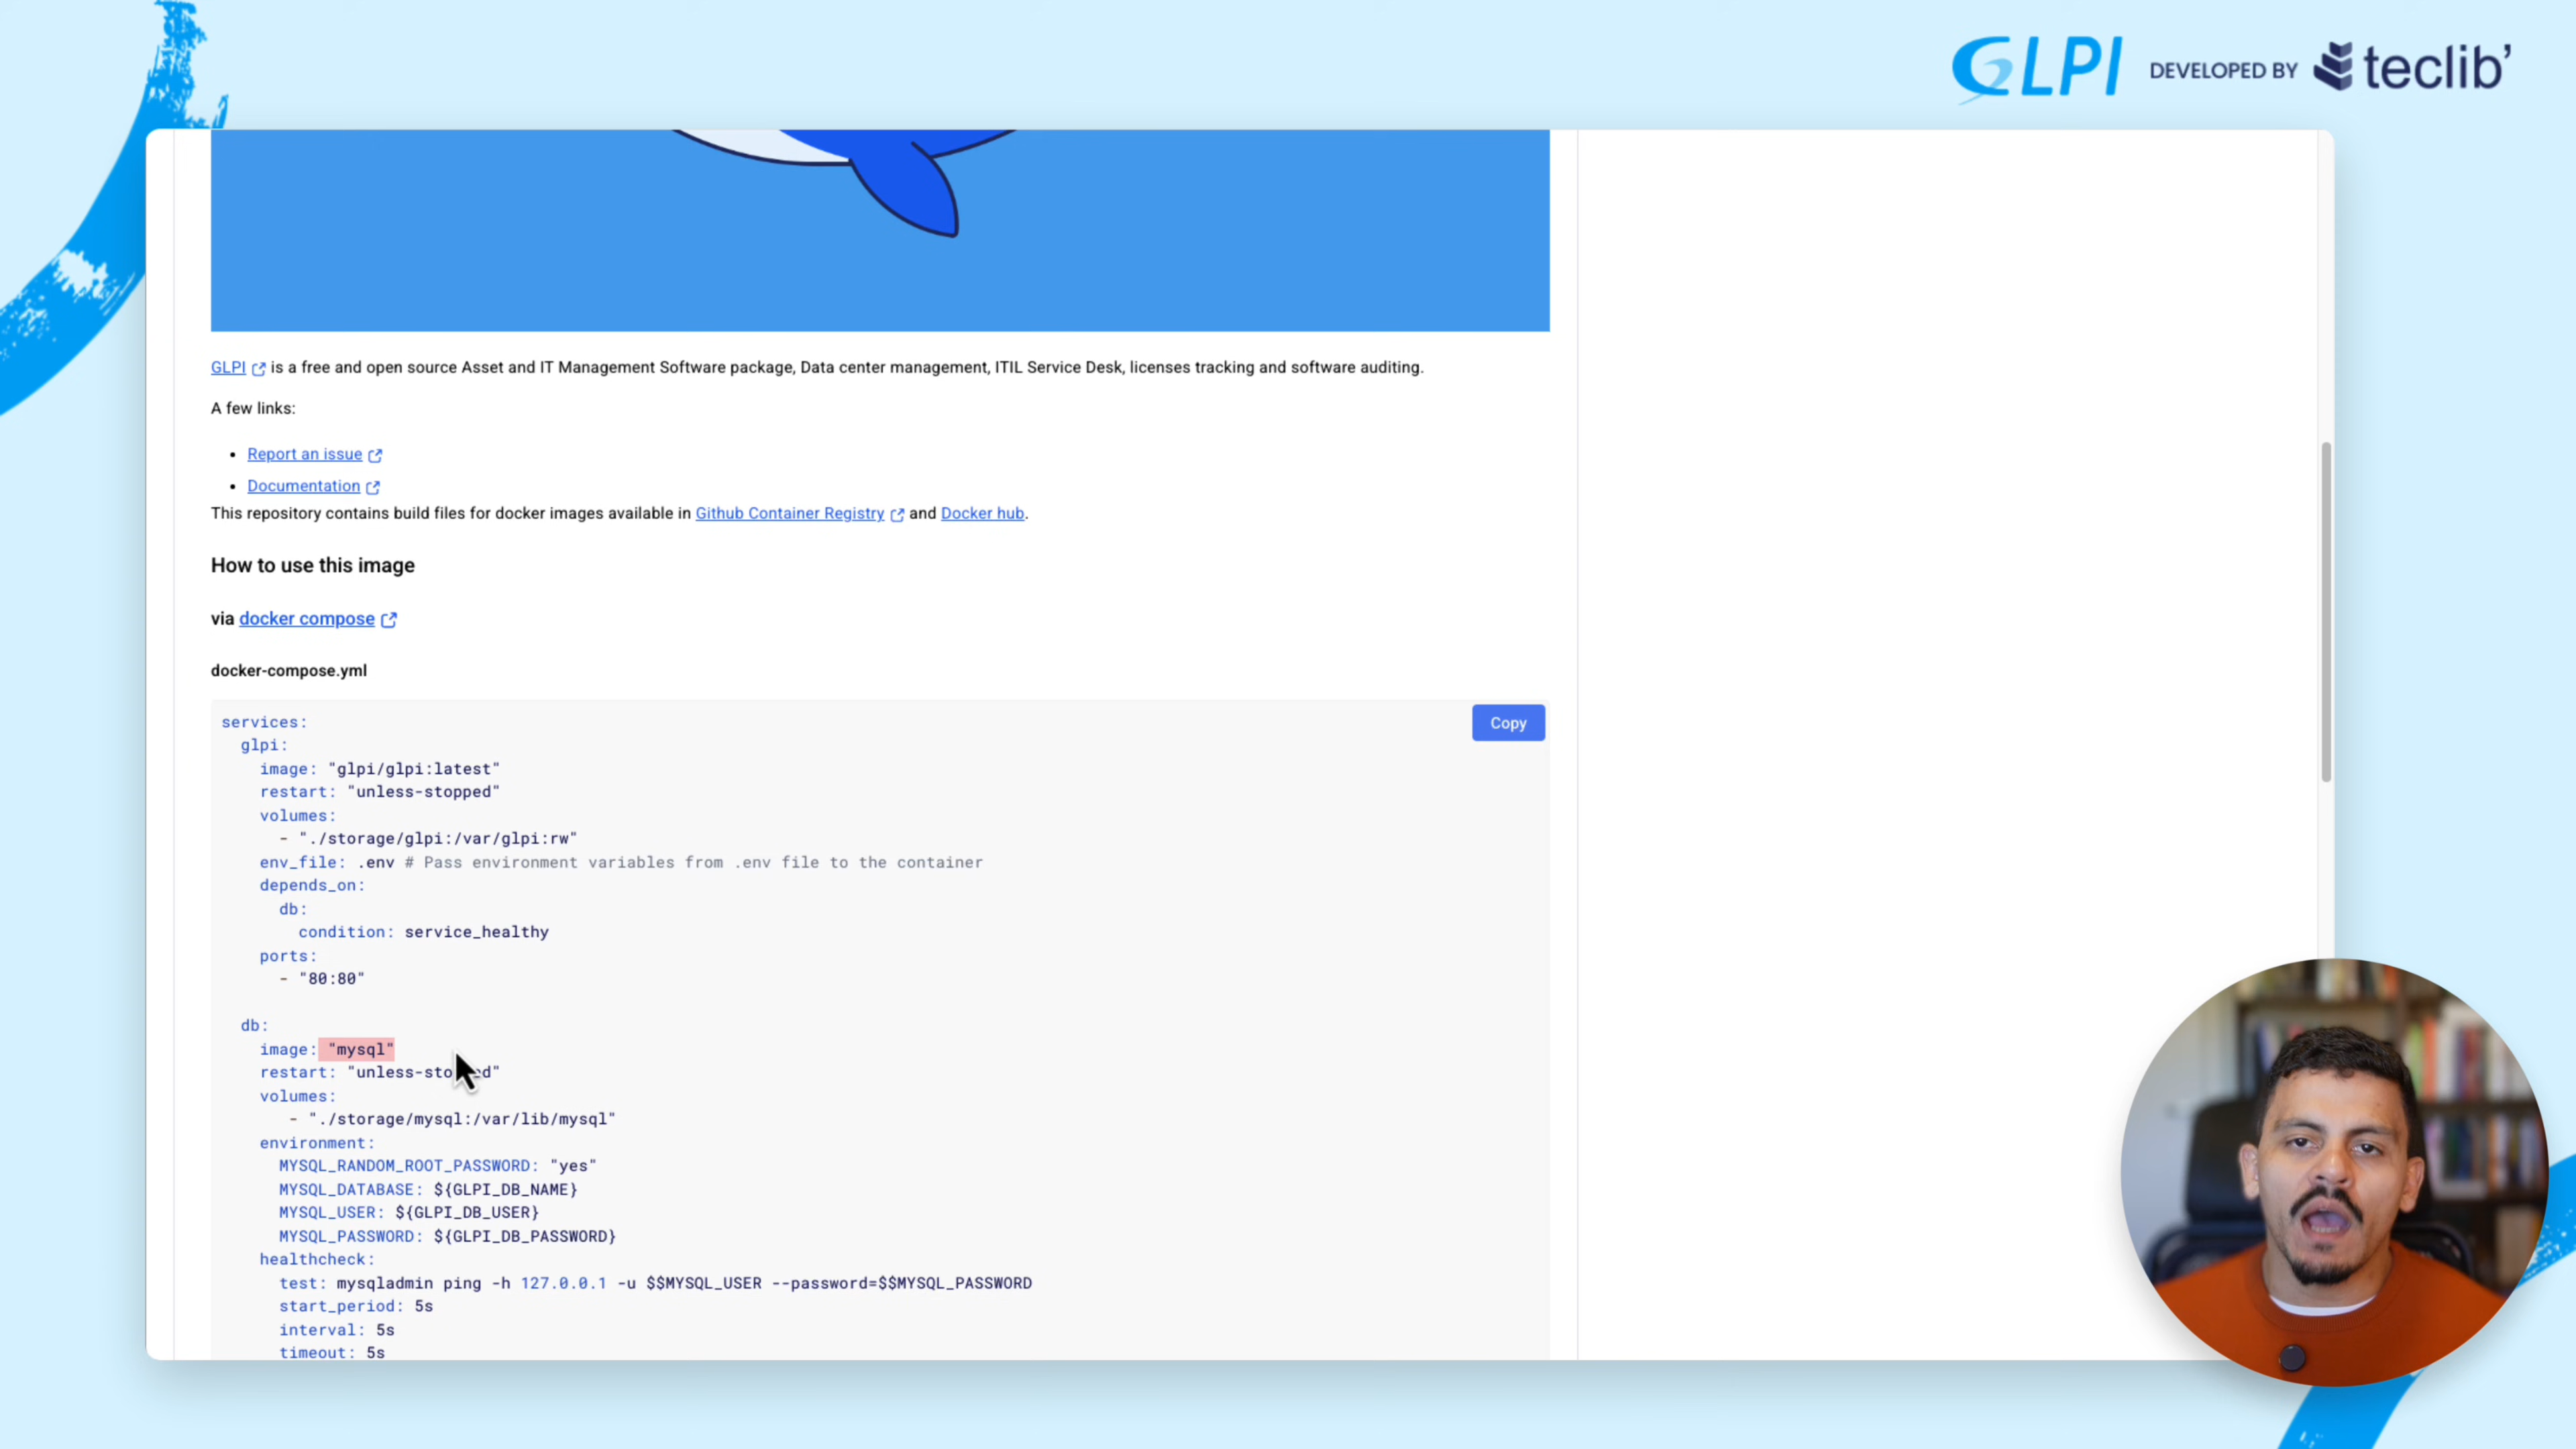 GLPI DEVELOPED BY teclib'
GLPI is a free and open source Asset and IT Management Software package, Data center management, ITIL Service Desk, licenses tracking and software auditing.
A few links:
• Report an issue
• Documentation
This repository contains build files for docker images available in Github Container Registry and Docker hub.
How to use this image
via docker compose
docker-compose.yml
Copy
services:
  glpi:
    image: "glpi/glpi:latest"
    restart: "unless-stopped"
    volumes:
      - "./storage/glpi:/var/glpi:rw"
    env_file: .env # Pass environment variables from .env file to the container
    depends_on:
      db:
        condition: service_healthy
    ports:
      - "80:80"
  db:
    image: "mysql"
    restart: "unless-sto d"
    volumes:
       - "./storage/mysql:/var/lib/mysql"
    environment:
      MYSQL_RANDOM_ROOT_PASSWORD: "yes"
      MYSQL_DATABASE: ${GLPI_DB_NAME}
      MYSQL_USER: ${GLPI_DB_USER}
      MYSQL_PASSWORD: ${GLPI_DB_PASSWORD}
    healthcheck:
      test: mysqladmin ping -h 127.0.0.1 -u $$MYSQL_USER --password=$$MYSQL_PASSWORD
      start_period: 5s
      interval: 5s
      timeout: 5s